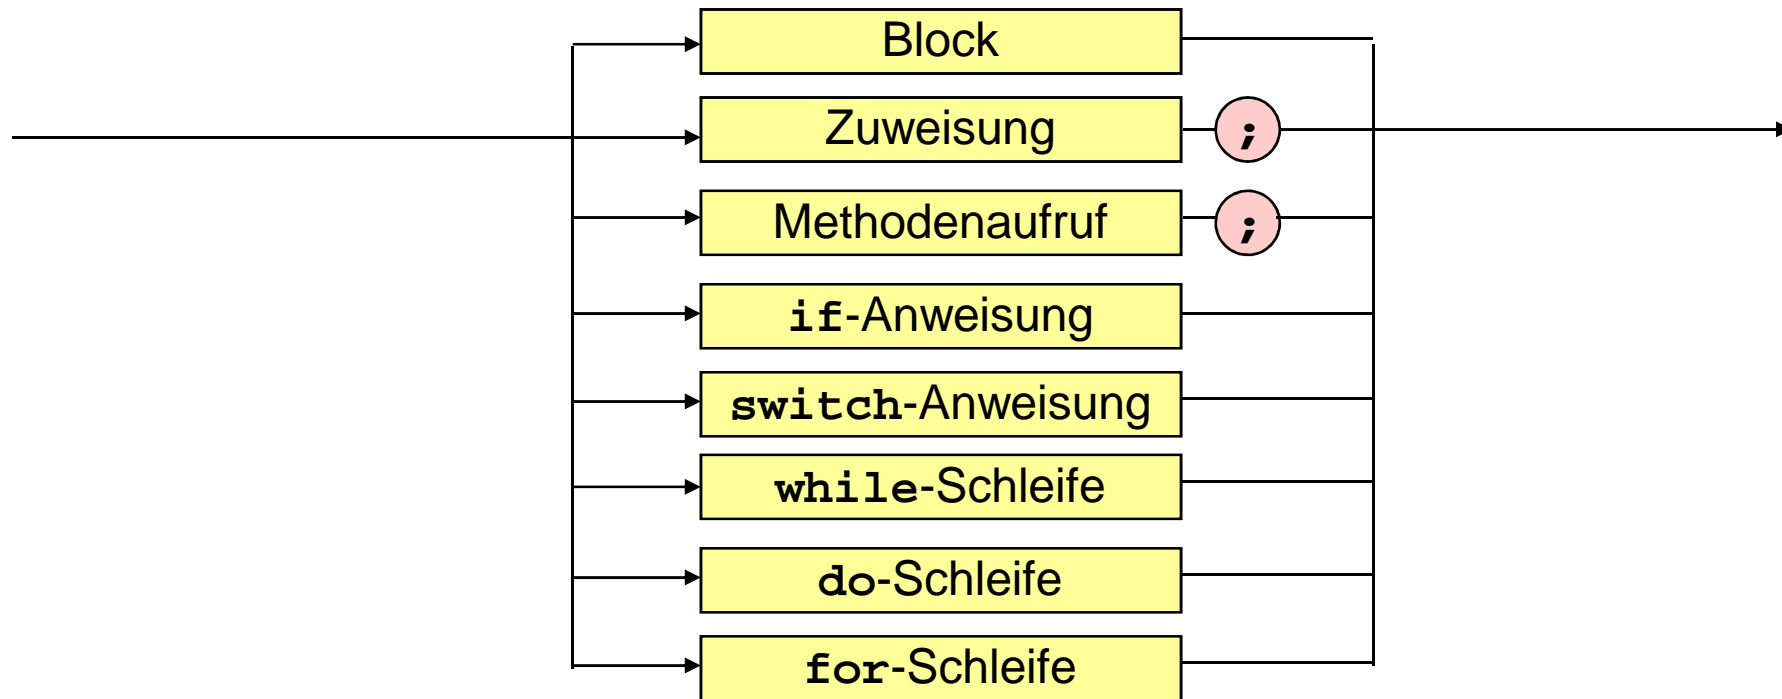 Block
Zuweisung ;
Methodenaufruf ;
if-Anweisung
switch-Anweisung
while-Schleife
do-Schleife
for-Schleife